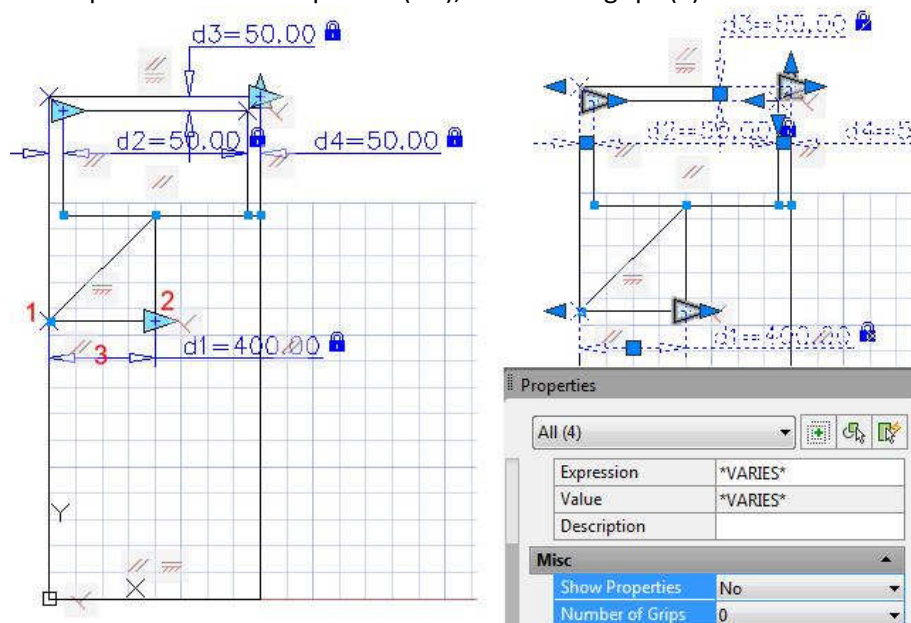 d3=50.00
d3=50.00
d2=50.00
d4=50.00
d2=50.00
d4=5
1
2
3
d1=400.00
d1=400.00
Y
X
Properties
All (4)
Expression *VARIES*
Value *VARIES*
Description
Misc
Show Properties No
Number of Grips 0